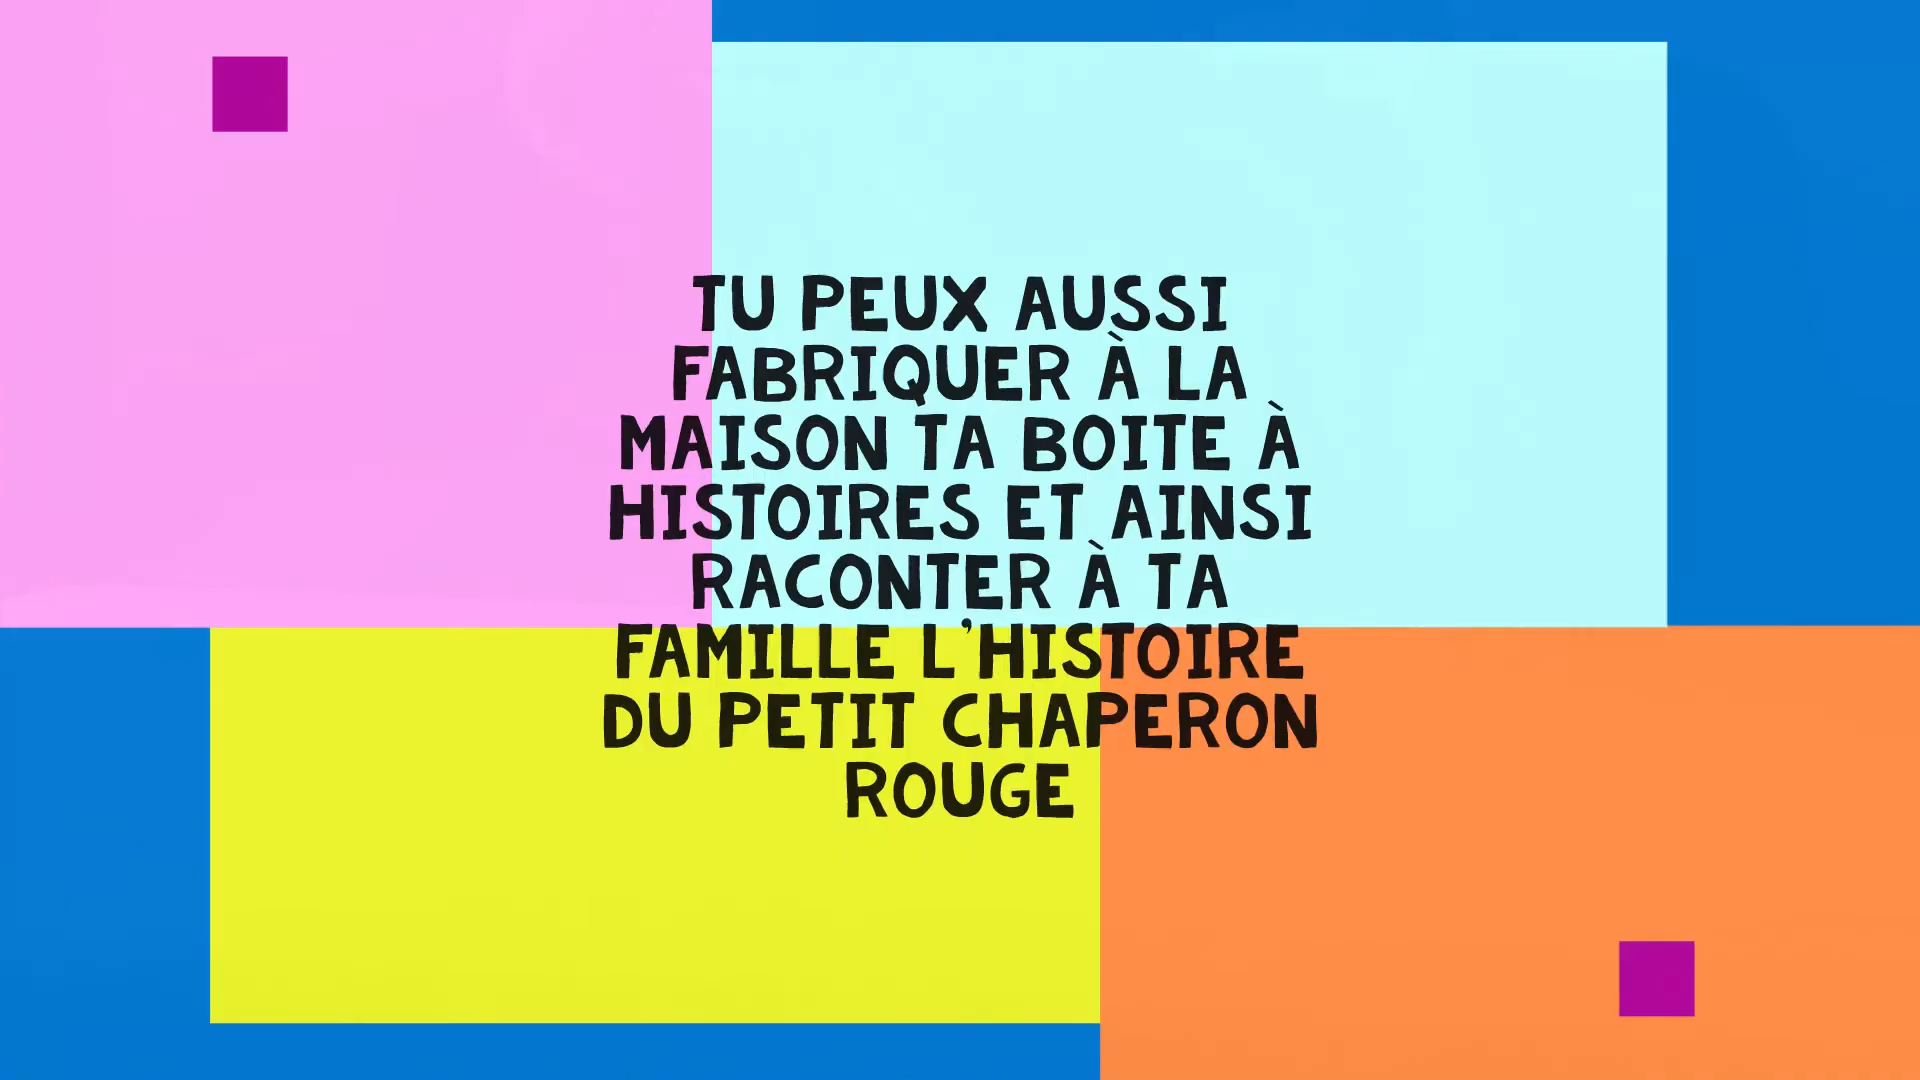 TU PEUX AUSSI
FABRIQUER À LA
MAISON TA BOITE À
HISTOIRES ET AINSI
RACONTER À TA
FAMILLE L'HISTOIRE
DU PETIT CHAPERON
ROUGE